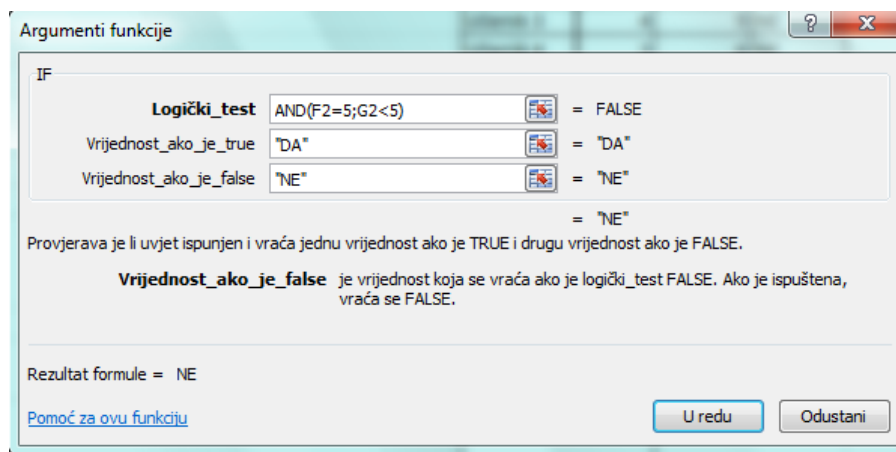 Argumenti funkcije
IF
Logički_test AND(F2=5;G2<5) = FALSE
Vrijednost_ako_je_true "DA" = "DA"
Vrijednost_ako_je_false "NE" = "NE"
= "NE"
Provjerava je li uvjet ispunjen i vraća jednu vrijednost ako je TRUE i drugu vrijednost ako je FALSE.
Vrijednost_ako_je_false je vrijednost koja se vraća ako je logički_test FALSE. Ako je ispuštena,
vraća se FALSE.
Rezultat formule = NE
Pomoć za ovu funkciju U redu Odustani